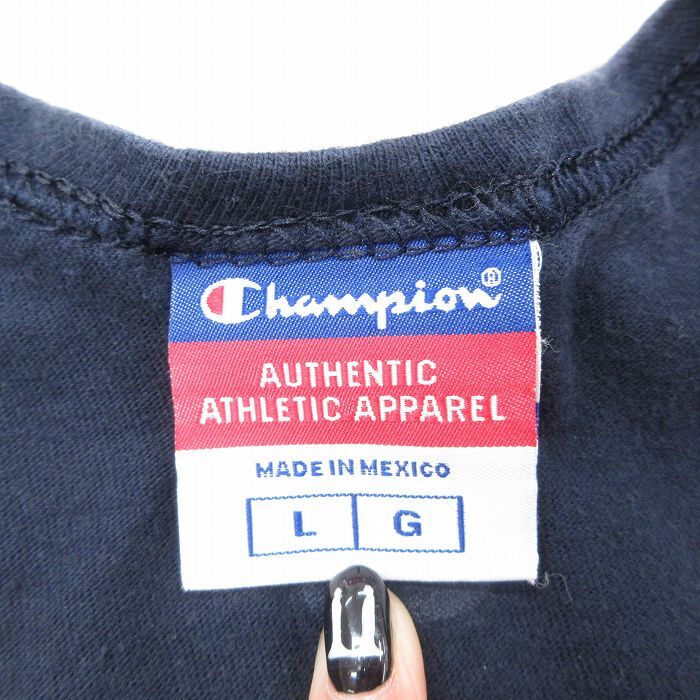 Champion®
AUTHENTIC
ATHLETIC APPAREL
MADE IN MEXICO
L G